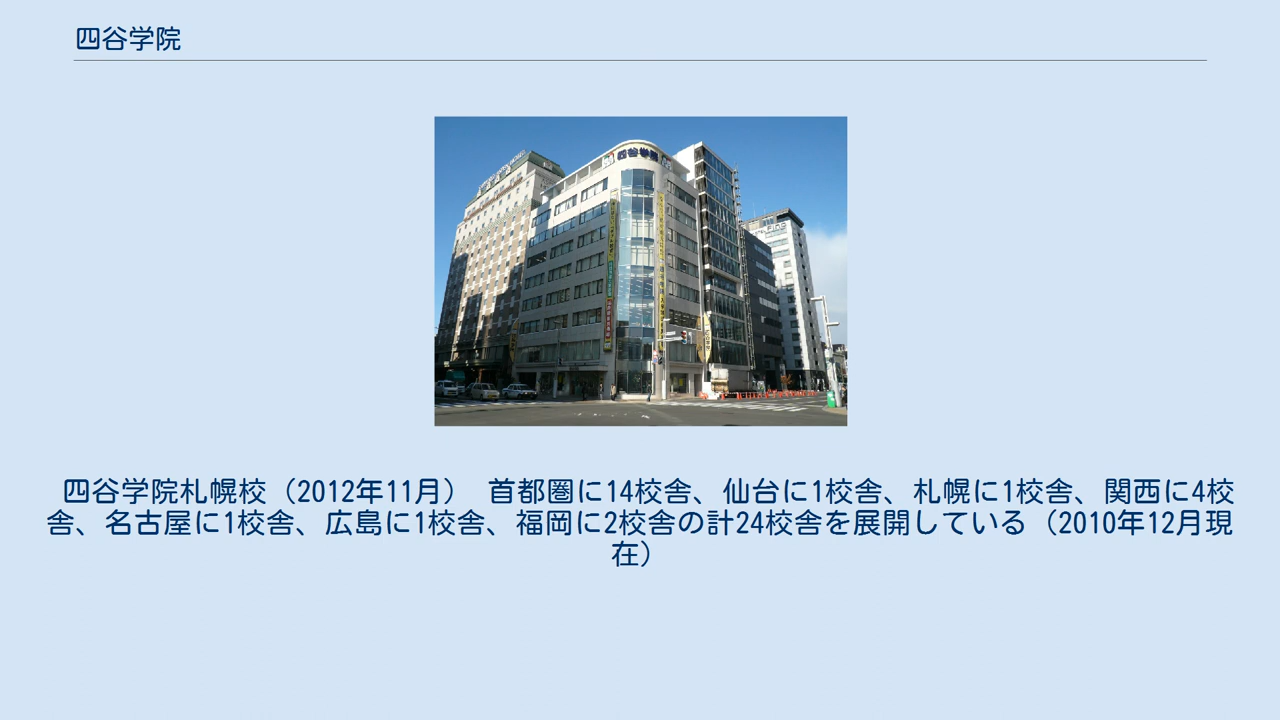 四谷学院
四谷学院
四谷学院札幌校（2012年11月） 首都圏に14校舎、仙台に1校舎、札幌に1校舎、関西に4校
舎、名古屋に1校舎、広島に1校舎、福岡に2校舎の計24校舎を展開している（2010年12月現
在）